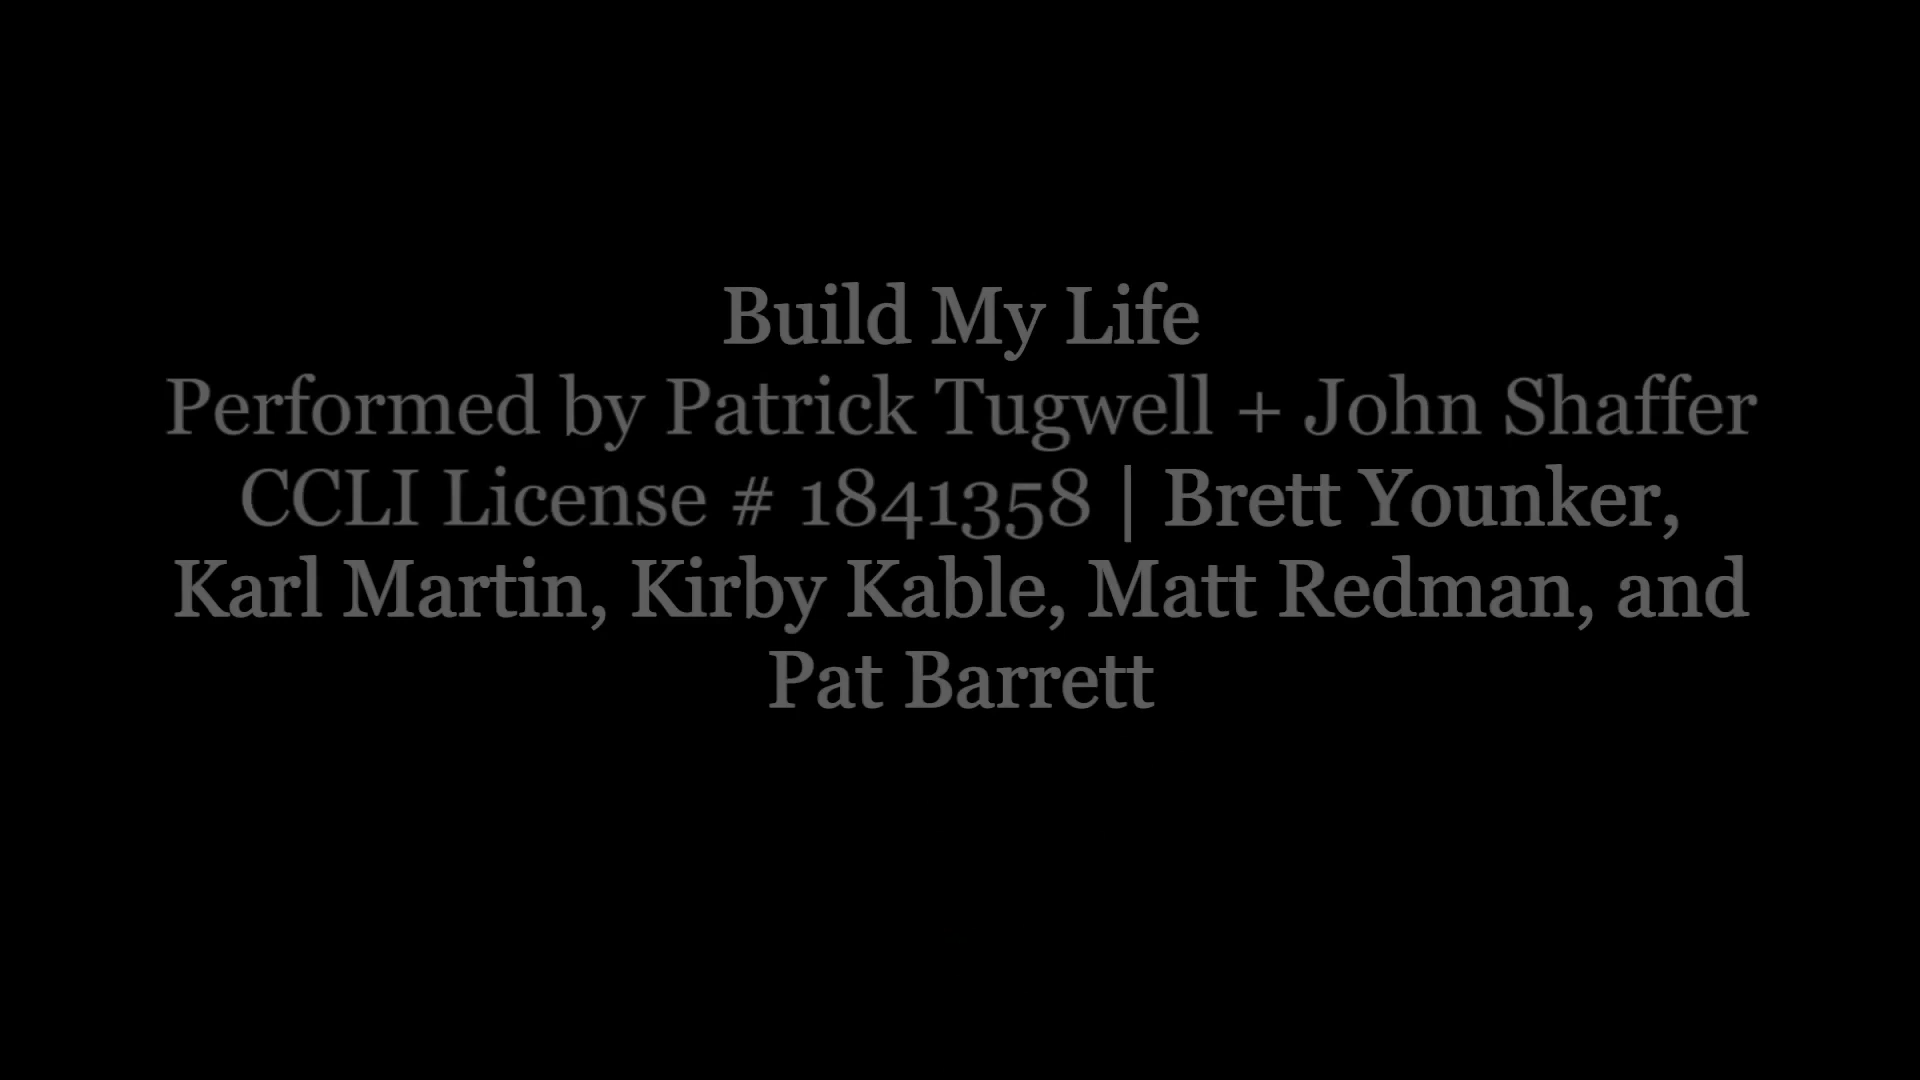 Build My Life
Performed by Patrick Tugwell + John Shaffer
CCLI License # 1841358 | Brett Younker,
Karl Martin, Kirby Kable, Matt Redman, and
Pat Barrett